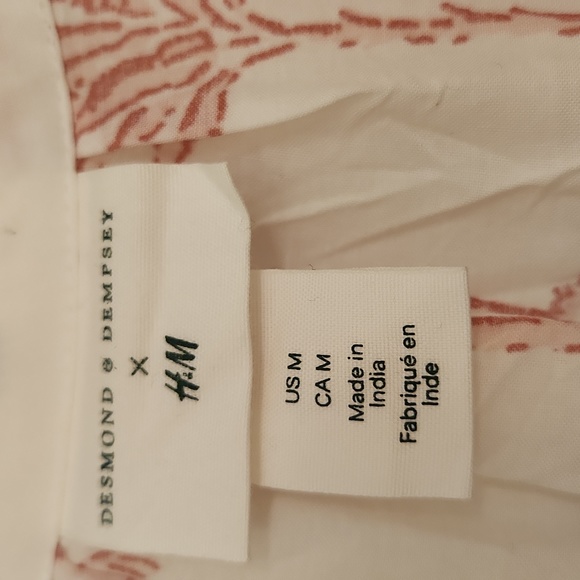 DESMOND & DEMPSEY
X
H&M
US M
CA M
Made in
India
Fabriqué en
Inde